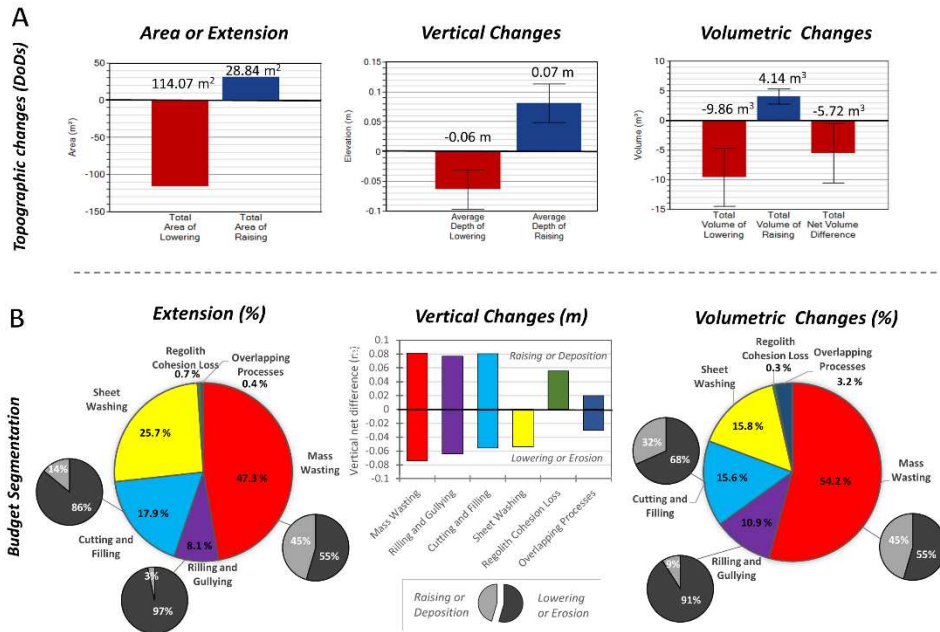 A
Topographic changes (DoDs)
Area or Extension
50
0
-50
-100
-150
Area (m²)
114.07 m²
28.84 m²
Total
Area of
Lowering
Total
Area of
Raising
Vertical Changes
0.15
0.1
0.05
0
-0.05
-0.1
Elevation (m)
-0.06 m
0.07 m
Average
Depth of
Lowering
Average
Depth of
Raising
Volumetric Changes
10
5
0
-5
-10
-15
Volume (m³)
-9.86 m³
4.14 m³
-5.72 m³
Total
Volume of
Lowering
Total
Volume of
Raising
Total
Net Volume
Difference
B
Budget Segmentation
Extension (%)
Regolith
Cohesion Loss
0.7 %
Overlapping
Processes
0.4 %
Sheet
Washing
25.7 %
47.3 %
Mass
Wasting
14%
86%
17.9 %
Cutting and
Filling
8.1 %
Rilling and
Gullying
3%
97%
45%
55%
Vertical Changes (m)
Vertical net difference (m)
0.1
0.08
0.06
0.04
0.02
0
-0.02
-0.04
-0.06
-0.08
-0.1
Raising or Deposition
Lowering or Erosion
Mass Wasting
Rilling and Gullying
Cutting and Filling
Sheet Washing
Regolith Cohesion Loss
Overlapping Processes
Raising or
Deposition
Lowering
or Erosion
Volumetric Changes (%)
Regolith
Cohesion Loss
0.3 %
Overlapping
Processes
3.2 %
Sheet
Washing
15.8 %
54.2 %
Mass
Wasting
32%
68%
15.6 %
Cutting and
Filling
10.9 %
Rilling and
Gullying
9%
91%
45%
55%